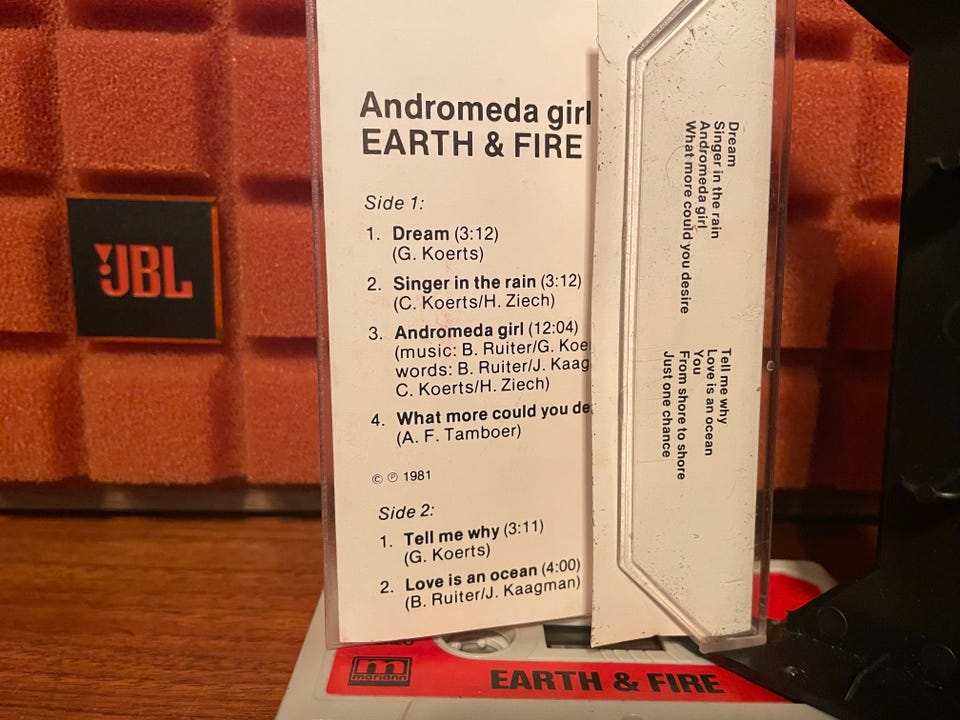 JBL
Andromeda girl
EARTH & FIRE
Side 1:
1. Dream (3:12)
(G. Koerts)
2. Singer in the rain (3:12)
(C. Koerts/H. Ziech)
3. Andromeda girl (12:04)
(music: B. Ruiter/G. Koe
words: B. Ruiter/J. Kaag
C. Koerts/H. Ziech)
4. What more could you de
(A. F. Tamboer)
© ℗ 1981
Side 2:
1. Tell me why (3:11)
(G. Koerts)
2. Love is an ocean (4:00)
(B. Ruiter/J. Kaagman)
Dream
Singer in the rain
Andromeda girl
What more could you desire
Tell me why
Love is an ocean
You
From shore to shore
Just one chance
m
mariann
EARTH & FIRE